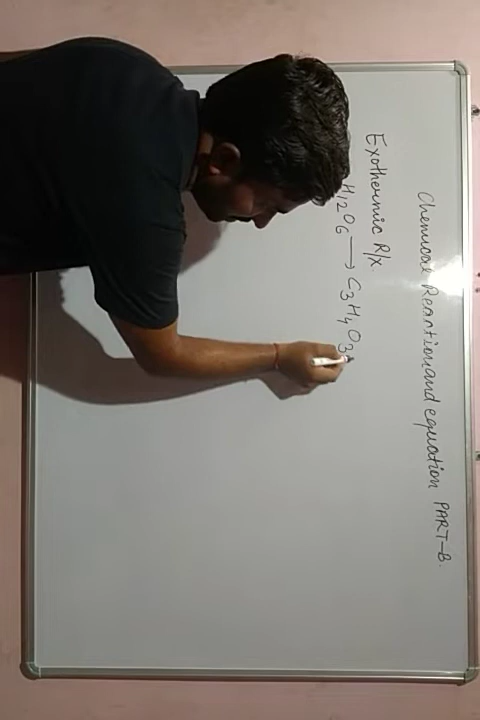 Chemical Reaction and equation PART-B.
Exothermic R/x.
H12O6 → C3H4O3